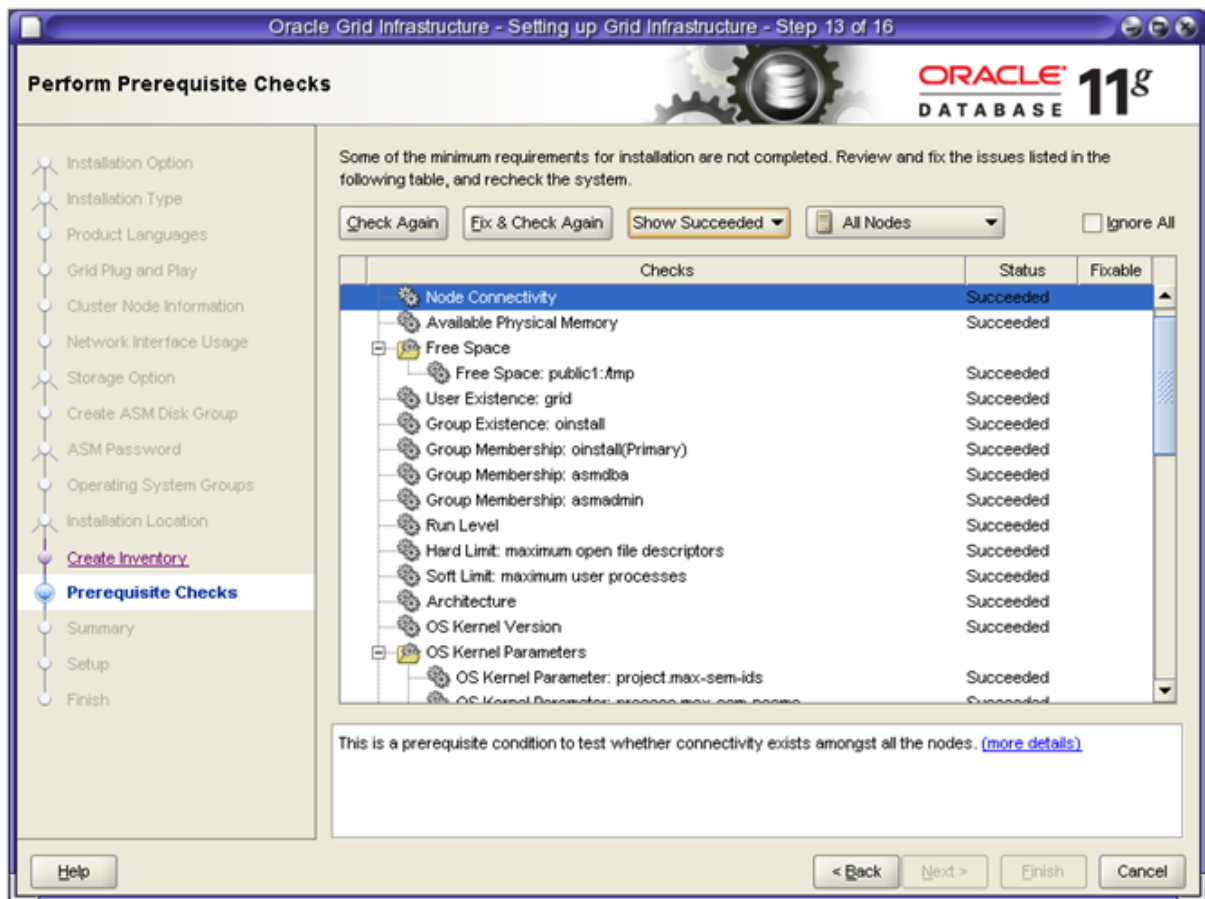 Oracle Grid Infrastructure - Setting up Grid Infrastructure - Step 13 of 16
Perform Prerequisite Checks
ORACLE
DATABASE
11g
Installation Option
Installation Type
Product Languages
Grid Plug and Play
Cluster Node Information
Network Interface Usage
Storage Option
Create ASM Disk Group
ASM Password
Operating System Groups
Installation Location
Create Inventory
Prerequisite Checks
Summary
Setup
Finish
Some of the minimum requirements for installation are not completed. Review and fix the issues listed in the
following table, and recheck the system.
Check Again Fix & Check Again Show Succeeded All Nodes Ignore All
Checks Status Fixable
Node Connectivity Succeeded
Available Physical Memory Succeeded
Free Space
Free Space: public1:/tmp Succeeded
User Existence: grid Succeeded
Group Existence: oinstall Succeeded
Group Membership: oinstall(Primary) Succeeded
Group Membership: asmdba Succeeded
Group Membership: asmadmin Succeeded
Run Level Succeeded
Hard Limit: maximum open file descriptors Succeeded
Soft Limit: maximum user processes Succeeded
Architecture Succeeded
OS Kernel Version Succeeded
OS Kernel Parameters
OS Kernel Parameter: project.max-sem-ids Succeeded
This is a prerequisite condition to test whether connectivity exists amongst all the nodes. (more details)
Help < Back Next > Finish Cancel